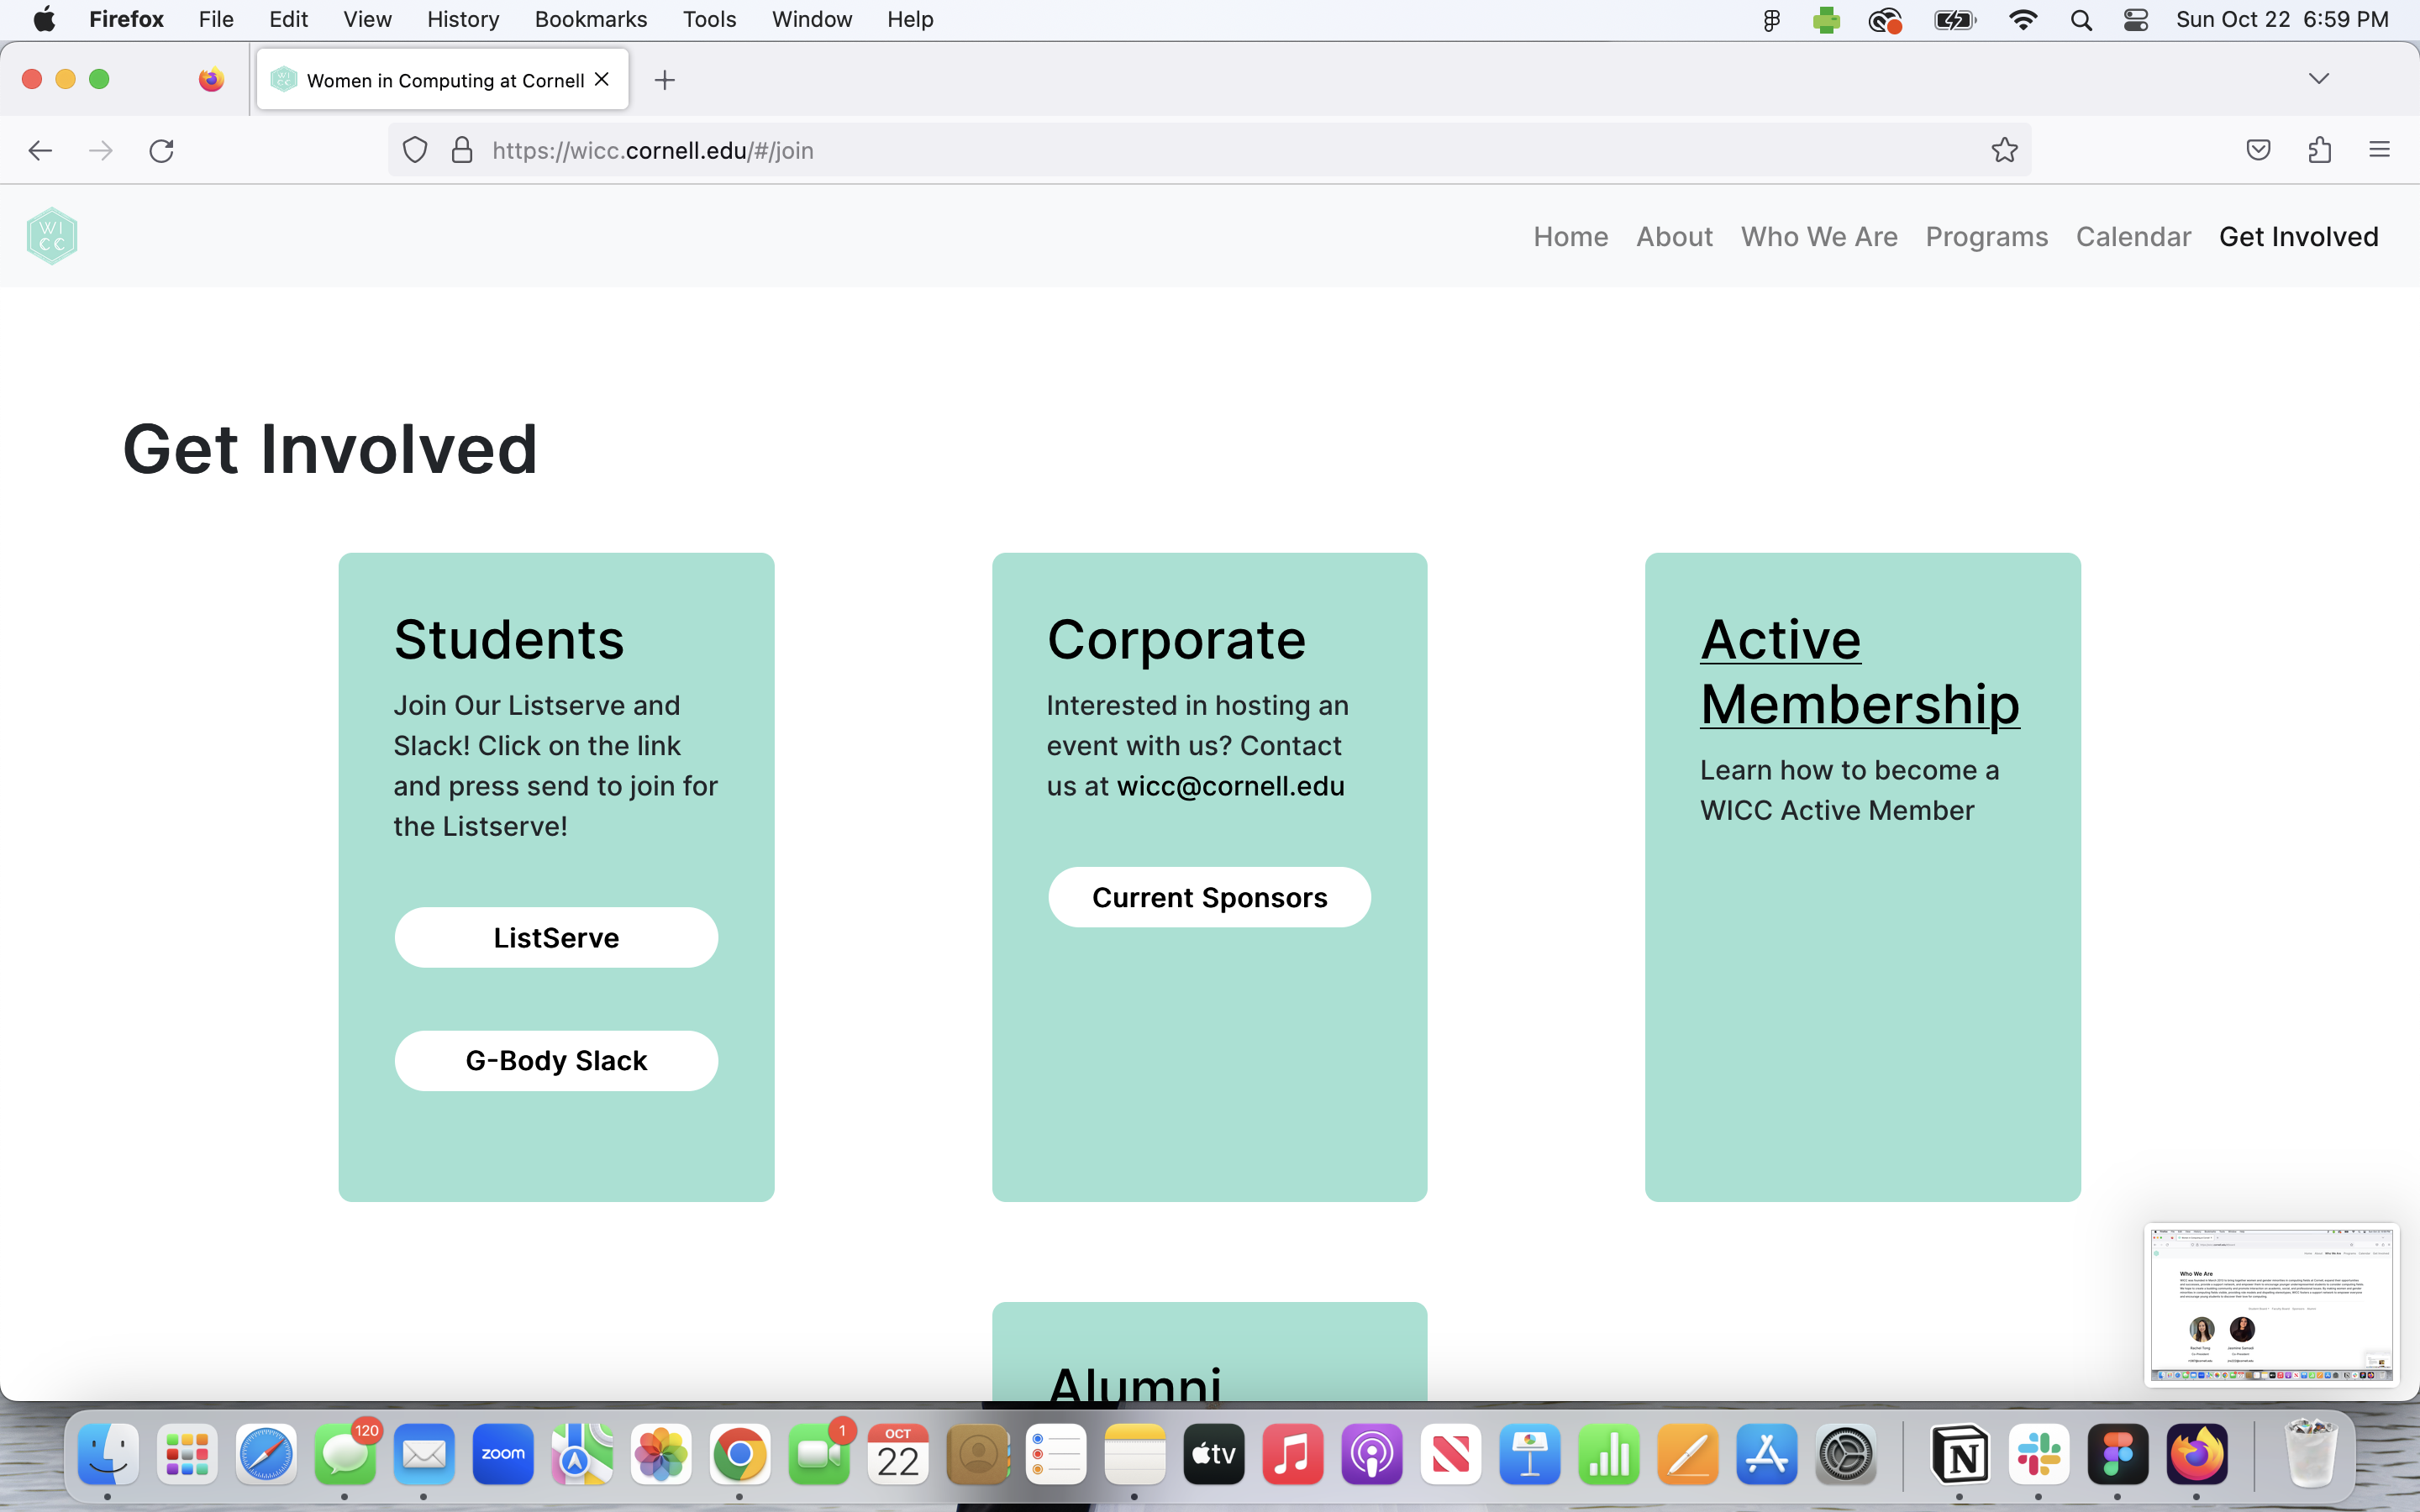 Firefox File Edit View History Bookmarks Tools Window Help
Sun Oct 22 6:59 PM
Women in Computing at Cornell
https://wicc.cornell.edu/#/join
WI
CC
Home About Who We Are Programs Calendar Get Involved
Get Involved
Students
Join Our Listserve and
Slack! Click on the link
and press send to join for
the Listserve!
ListServe
G-Body Slack
Corporate
Interested in hosting an
event with us? Contact
us at wicc@cornell.edu
Current Sponsors
Active
Membership
Learn how to become a
WICC Active Member
Alumni
Who We Are
120
zoom
1
OCT
22
tv